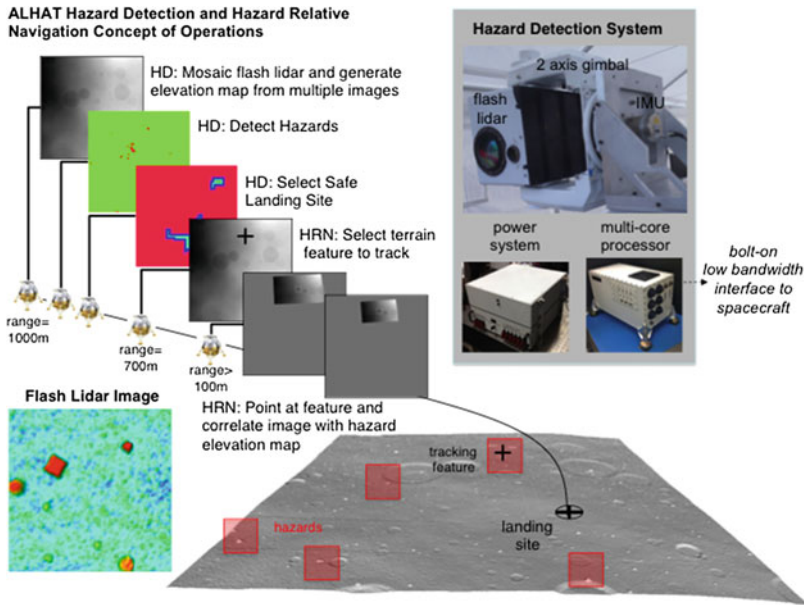 ALHAT Hazard Detection and Hazard Relative
Navigation Concept of Operations
HD: Mosaic flash lidar and generate
elevation map from multiple images
HD: Detect Hazards
HD: Select Safe
Landing Site
HRN: Select terrain
feature to track
range=
1000m
range=
700m
range>
100m
HRN: Point at feature and
correlate image with hazard
elevation map
Hazard Detection System
2 axis gimbal
flash
lidar
IMU
power
system
multi-core
processor
bolt-on
low bandwidth
interface to
spacecraft
Flash Lidar Image
tracking
feature
hazards
landing
site